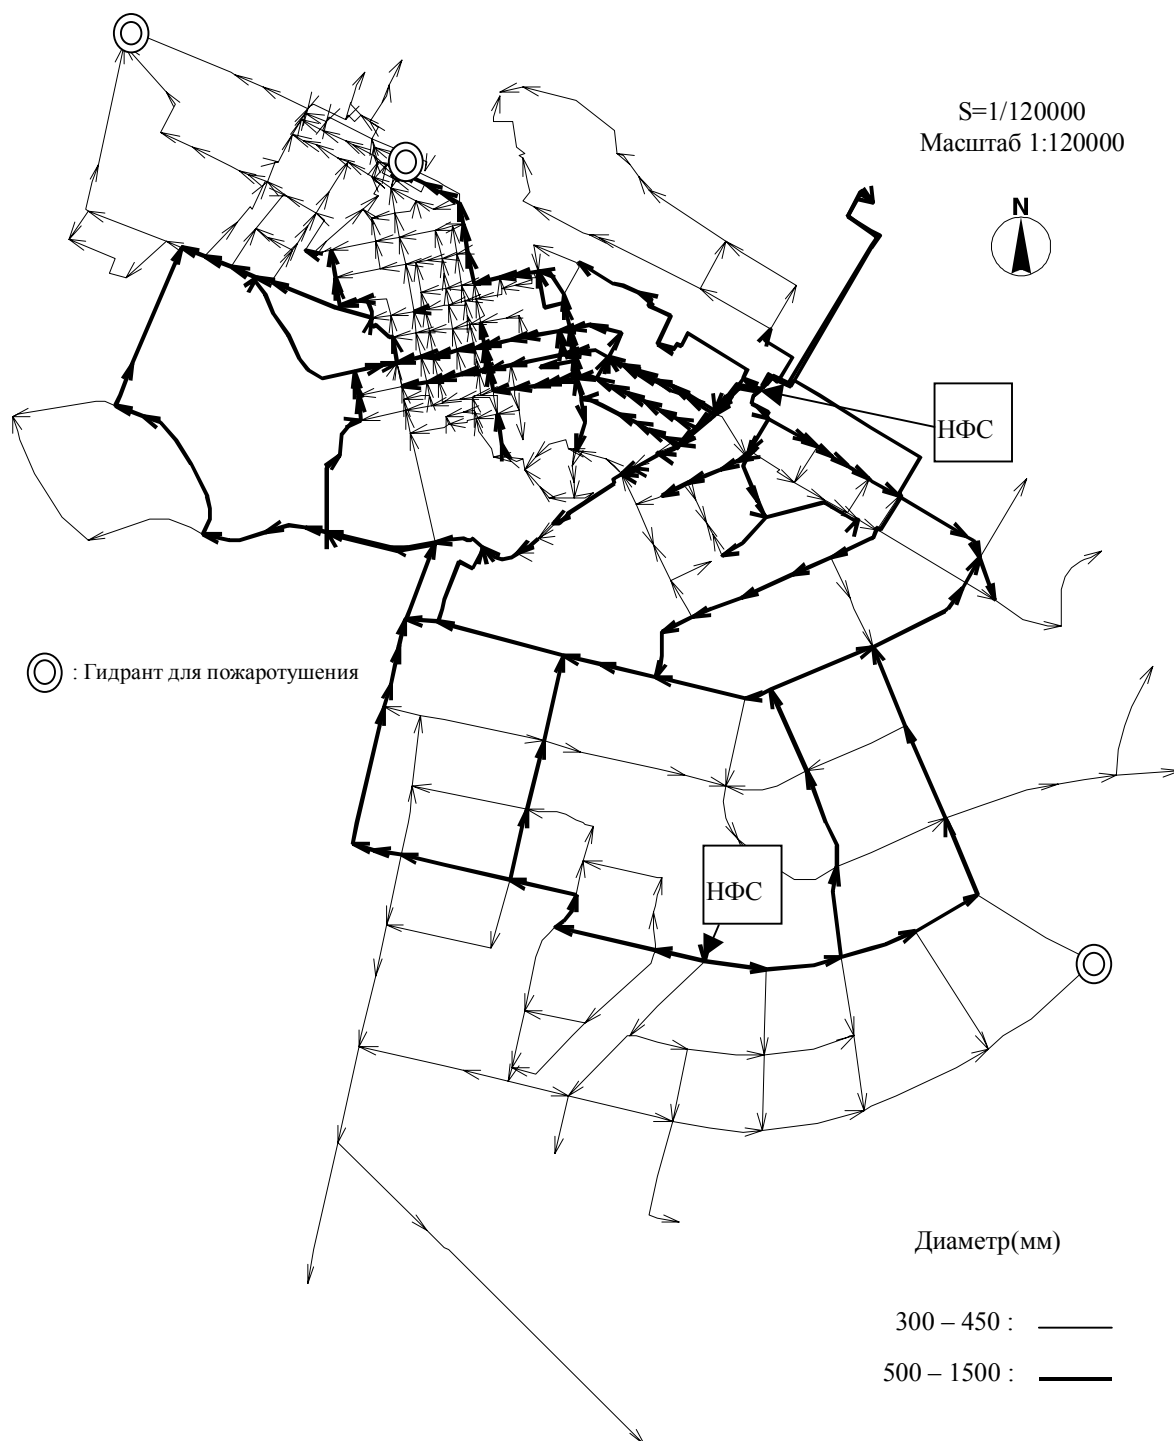 S=1/120000
Масштаб 1:120000
N
НФС
: Гидрант для пожаротушения
НФС
Диаметр(мм)
300 – 450 :
500 – 1500 :